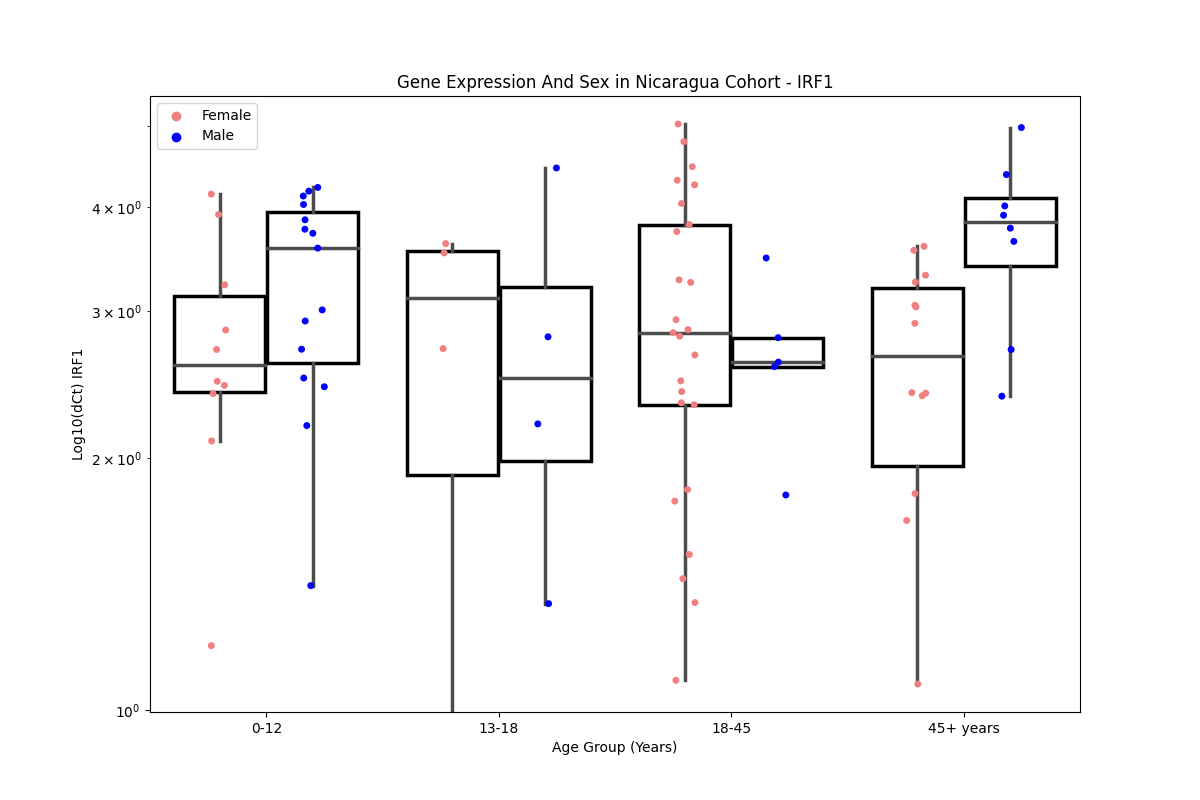 Gene Expression And Sex in Nicaragua Cohort - IRF1
Female
Male
4 × 10⁰
3 × 10⁰
2 × 10⁰
10⁰
Log10(dCt) IRF1
0-12
13-18
18-45
45+ years
Age Group (Years)